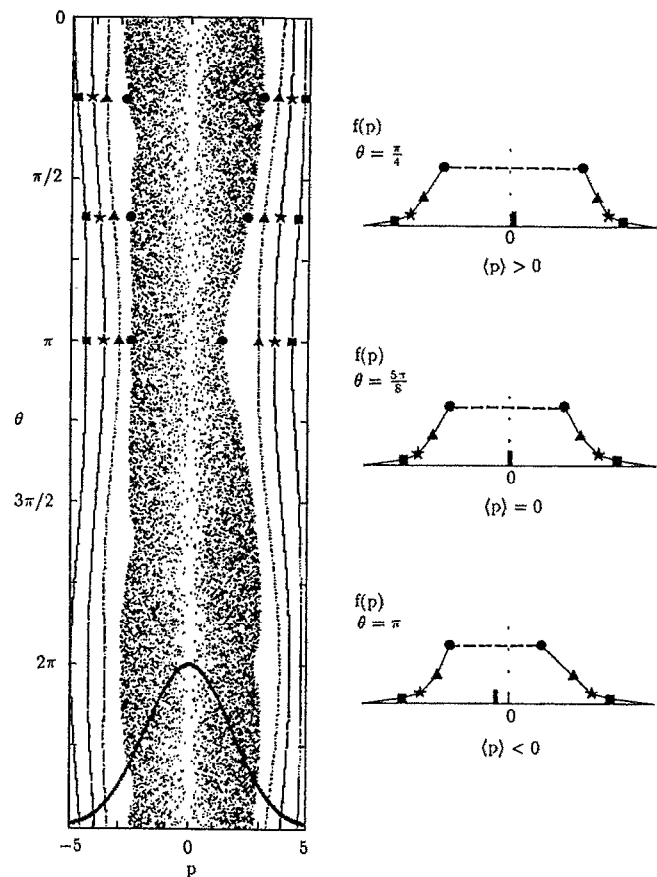 0
π/2
π
θ
3π/2
2π
−5 0 5
p
f(p)
θ = π/4
0
⟨p⟩ > 0
f(p)
θ = 5π/8
0
⟨p⟩ = 0
f(p)
θ = π
0
⟨p⟩ < 0